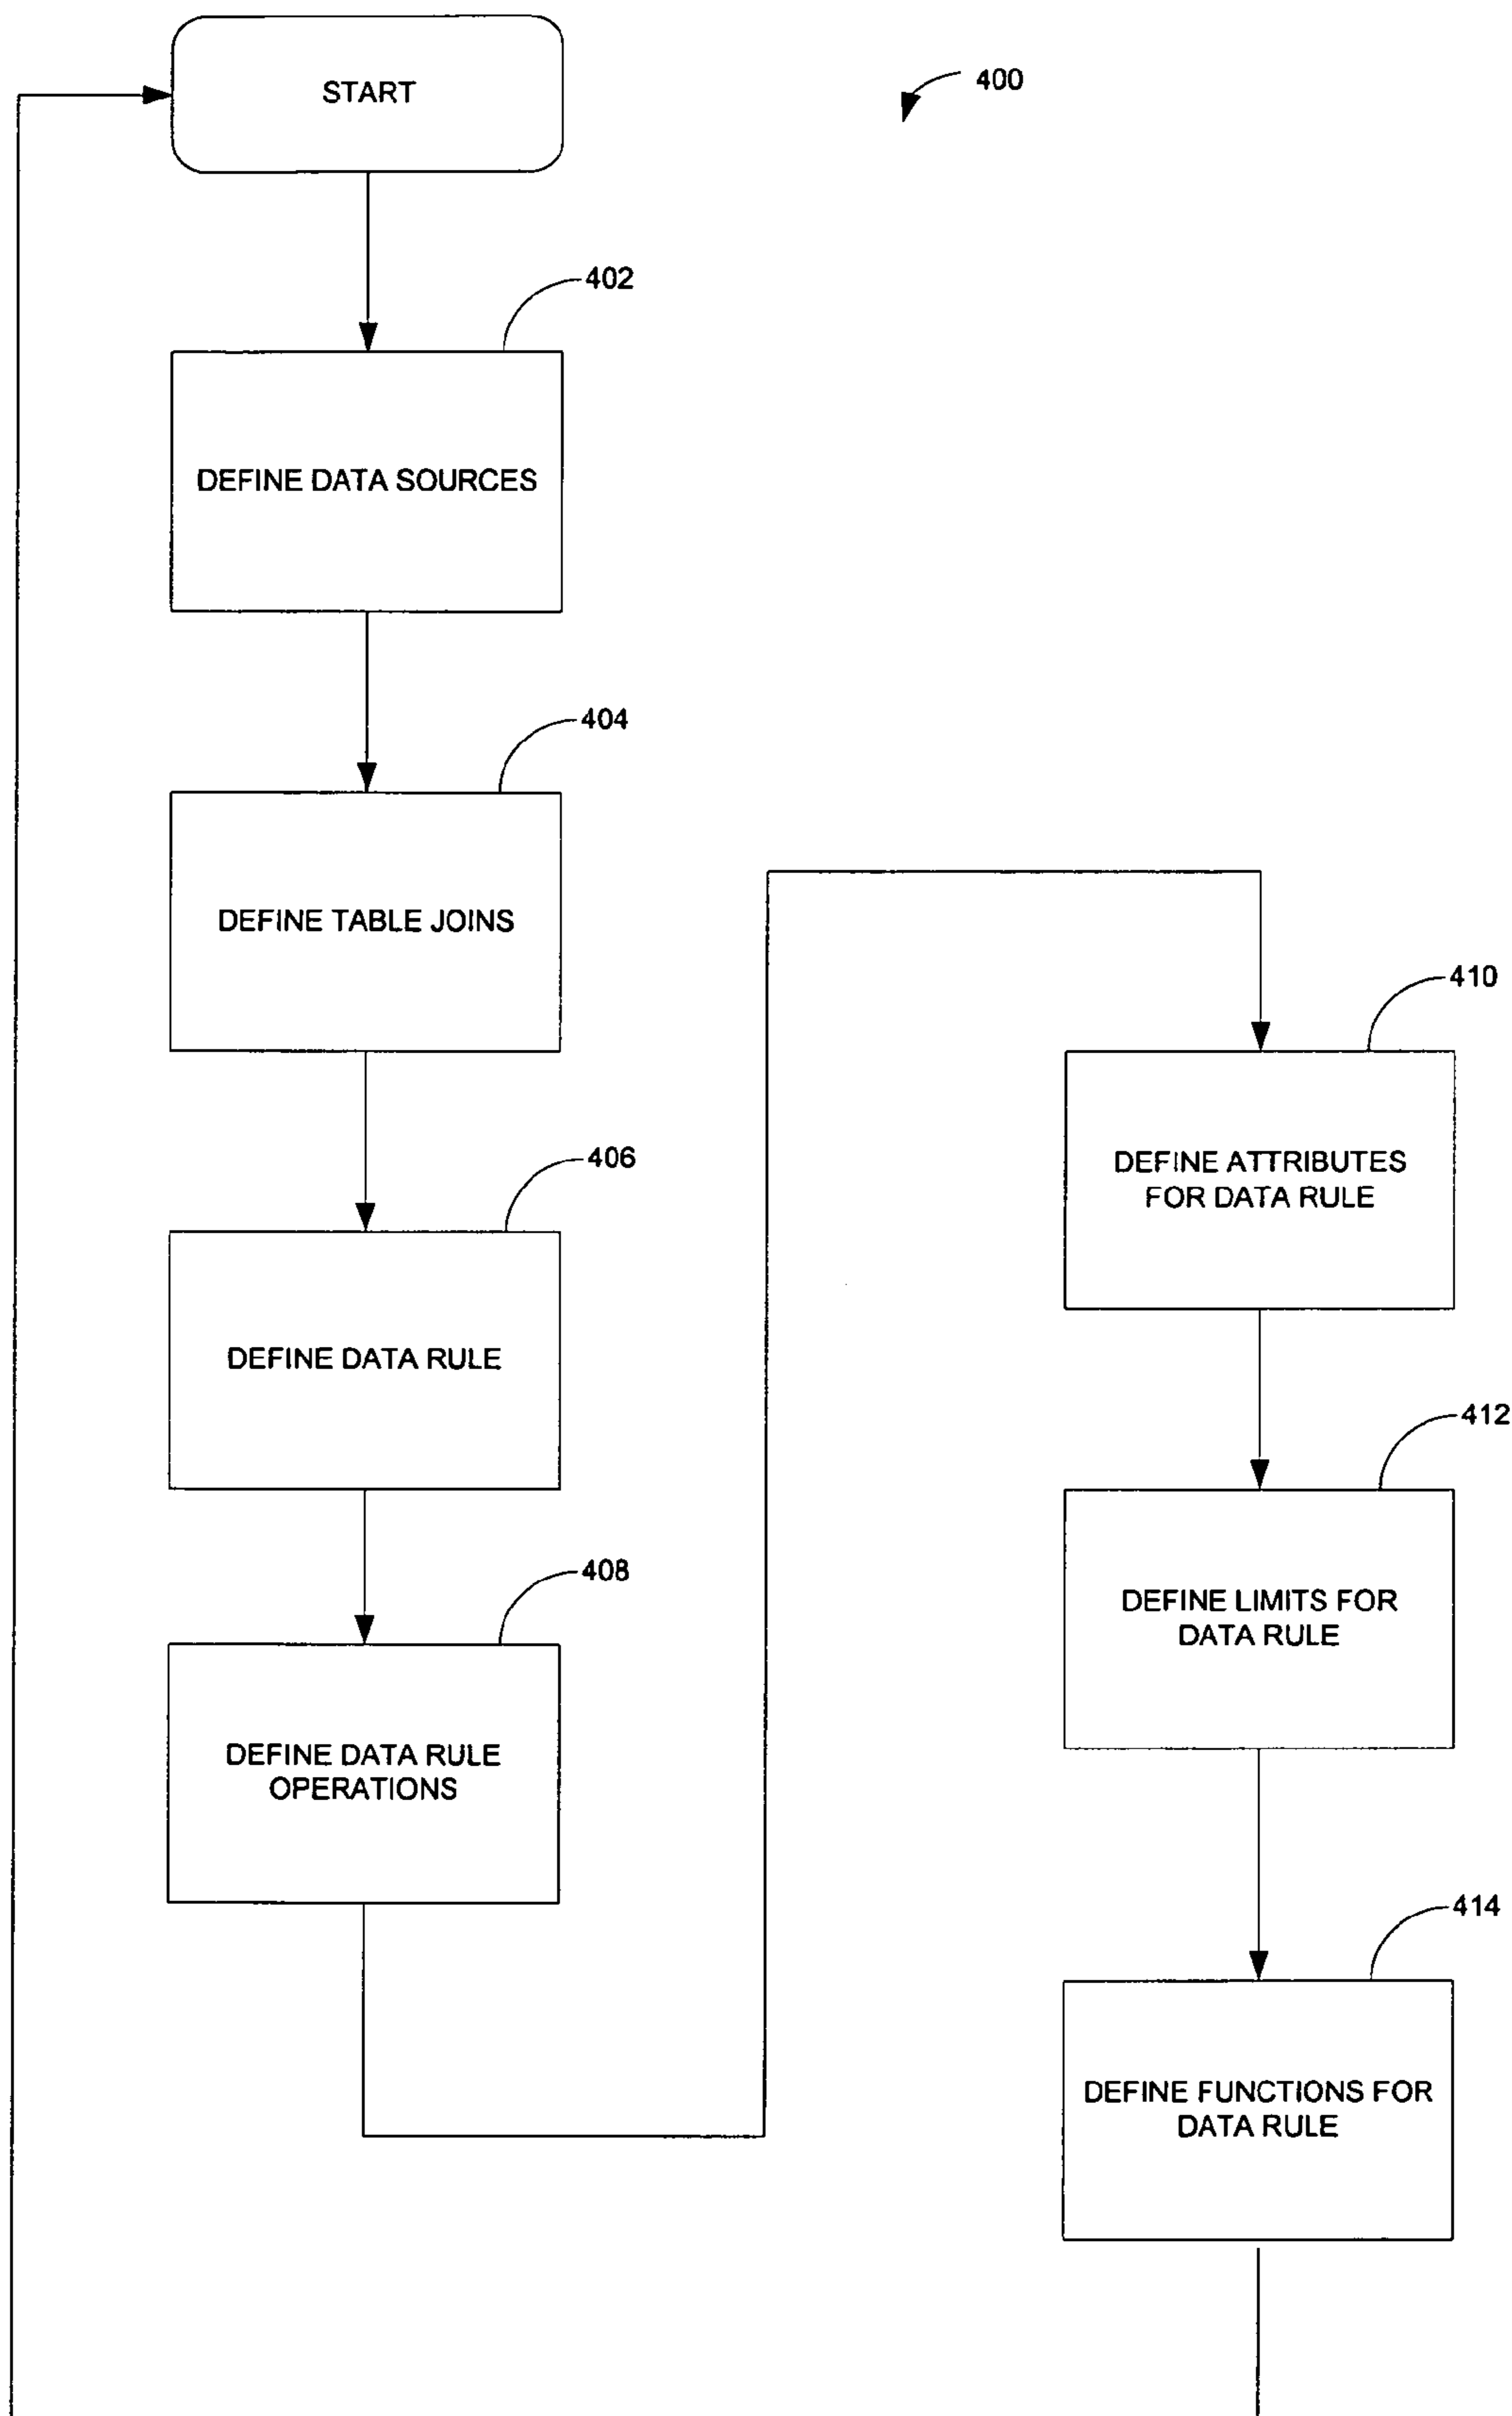 START
400
402
DEFINE DATA SOURCES
404
DEFINE TABLE JOINS
406
DEFINE DATA RULE
408
DEFINE DATA RULE
OPERATIONS
410
DEFINE ATTRIBUTES
FOR DATA RULE
412
DEFINE LIMITS FOR
DATA RULE
414
DEFINE FUNCTIONS FOR
DATA RULE